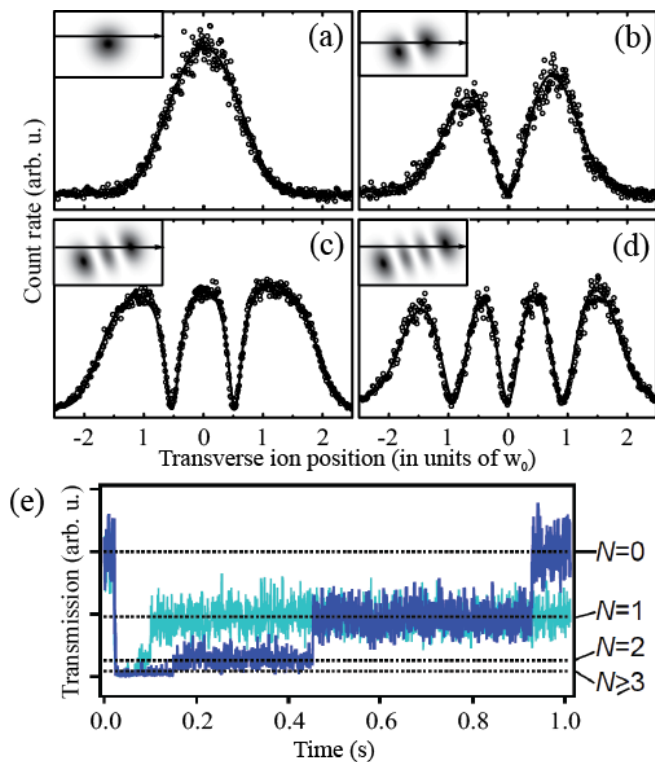 (a)
(b)
(c)
(d)
Count rate (arb. u.)
-2 1 0 1 2 -2 1 0 1 2
Transverse ion position (in units of w₀)
(e)
Transmission (arb. u.)
N=0
N=1
N=2
N⩾3
0.0 0.2 0.4 0.6 0.8 1.0
Time (s)